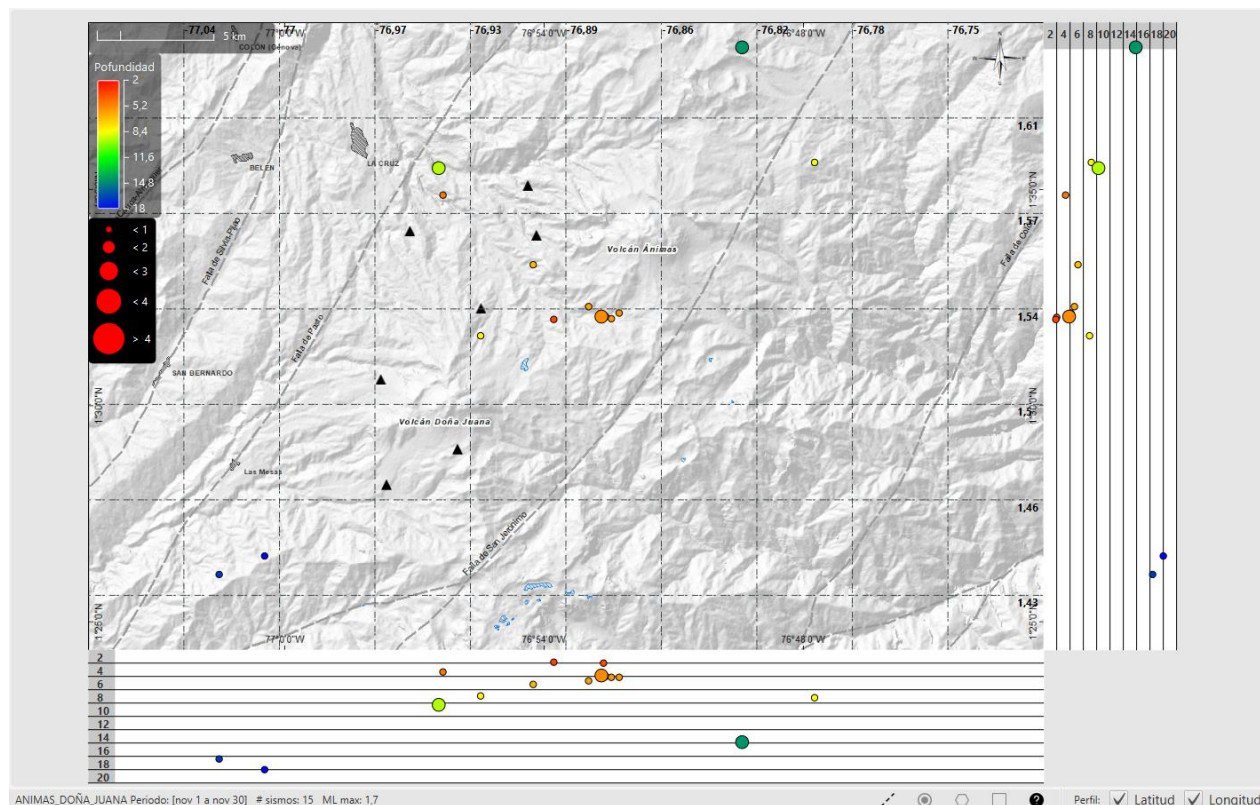 -77,04
-76,97
-76,93
-76,89
-76,86
-76,82
-76,78
-76,75
77°0'0"W
76°54'0"W
76°48'0"W
5 km
COLÓN (Génova)
2 4 6 8 10 12 14 16 18 20
Pofundidad
2
5,2
8,4
11,6
14,8
18
< 1
< 2
< 3
< 4
> 4
1,61
LA CRUZ
BELEN
1°35'0"N
1,57
Volcán Ánimas
Falla de Silvia-Pijao
Falla de Pasto
1,54
SAN BERNARDO
1°30'0"N
1,5
Volcán Doña Juana
Las Mesas
1,46
Falla de San Jerónimo
1,43
1°25'0"N
1°25'0"N
77°0'0"W
76°54'0"W
76°48'0"W
2
4
6
8
10
12
14
16
18
20
ANIMAS_DOÑA_JUANA Periodo: [nov 1 a nov 30] # sismos: 15 ML max: 1,7
?
Perfil:
Latitud
Longitud